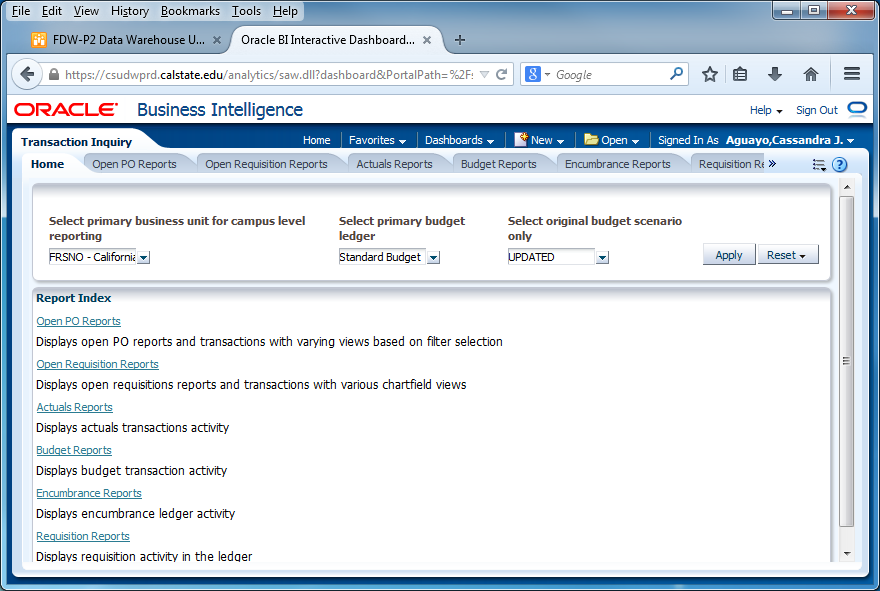 File Edit View History Bookmarks Tools Help
FDW-P2 Data Warehouse U...
Oracle BI Interactive Dashboard...
https://csudwprd.calstate.edu/analytics/saw.dll?dashboard&PortalPath=%2F
Google
ORACLE Business Intelligence
Help Sign Out
Transaction Inquiry
Home Favorites Dashboards New Open Signed In As Aguayo,Cassandra J.
Home Open PO Reports Open Requisition Reports Actuals Reports Budget Reports Encumbrance Reports Requisition Re »
Select primary business unit for campus level reporting
FRSNO - California
Select primary budget ledger
Standard Budget
Select original budget scenario only
UPDATED
Apply Reset
Report Index
Open PO Reports
Displays open PO reports and transactions with varying views based on filter selection
Open Requisition Reports
Displays open requisitions reports and transactions with various chartfield views
Actuals Reports
Displays actuals transactions activity
Budget Reports
Displays budget transaction activity
Encumbrance Reports
Displays encumbrance ledger activity
Requisition Reports
Displays requisition activity in the ledger